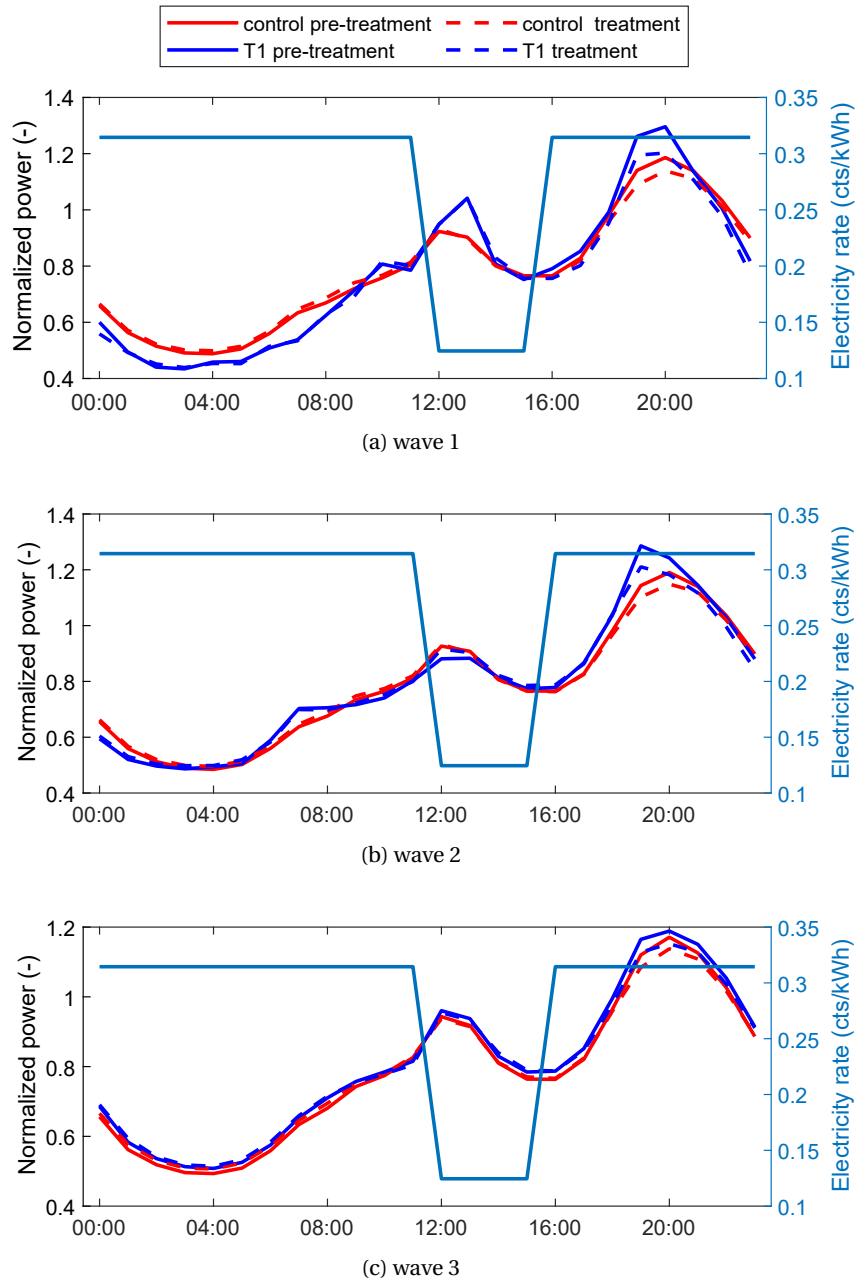 control pre-treatment control treatment
T1 pre-treatment T1 treatment
1.4 0.35
1.2 0.3
0.25
1
0.2
0.8
0.15
0.6
0.4 0.1
Normalized power (-)
Electricity rate (cts/kWh)
00:00 04:00 08:00 12:00 16:00 20:00
(a) wave 1
1.4 0.35
1.2 0.3
0.25
1
0.2
0.8
0.15
0.6
0.4 0.1
Normalized power (-)
Electricity rate (cts/kWh)
00:00 04:00 08:00 12:00 16:00 20:00
(b) wave 2
1.2 0.35
0.3
1
0.25
0.8
0.2
0.6
0.15
0.4 0.1
Normalized power (-)
Electricity rate (cts/kWh)
00:00 04:00 08:00 12:00 16:00 20:00
(c) wave 3